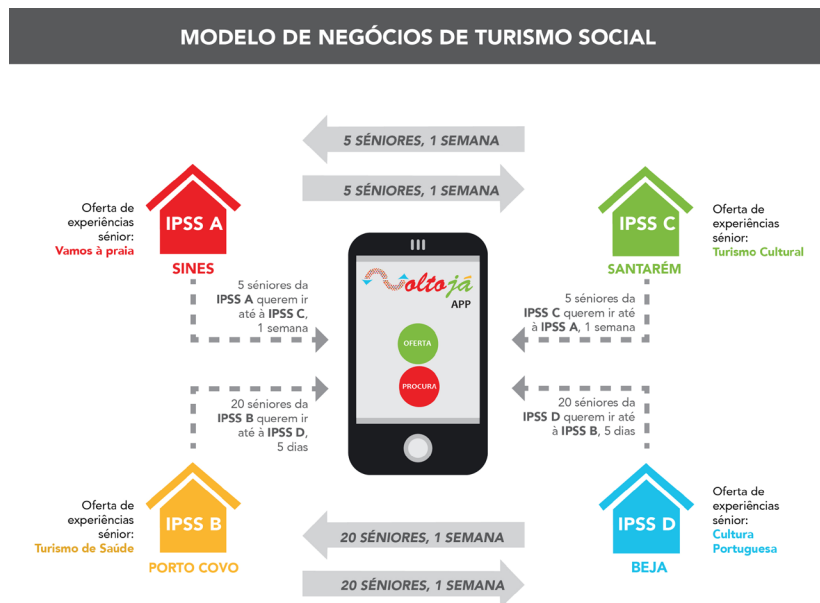 MODELO DE NEGÓCIOS DE TURISMO SOCIAL
5 SÉNIORES, 1 SEMANA
5 SÉNIORES, 1 SEMANA
Oferta de
experiências
sénior:
Vamos à praia
IPSS A
SINES
IPSS C
SANTARÉM
Oferta de
experiências
sénior:
Turismo Cultural
5 séniores da
IPSS A querem ir
até à IPSS C,
1 semana
Voltojá
APP
OFERTA
PROCURA
5 séniores da
IPSS C querem ir até
à IPSS A, 1 semana
20 séniores da
IPSS B querem ir
até à IPSS D,
5 dias
20 séniores da
IPSS D querem ir até
à IPSS B, 5 dias
Oferta de
experiências
sénior:
Turismo de Saúde
IPSS B
PORTO COVO
IPSS D
BEJA
Oferta de
experiências
sénior:
Cultura
Portuguesa
20 SÉNIORES, 1 SEMANA
20 SÉNIORES, 1 SEMANA